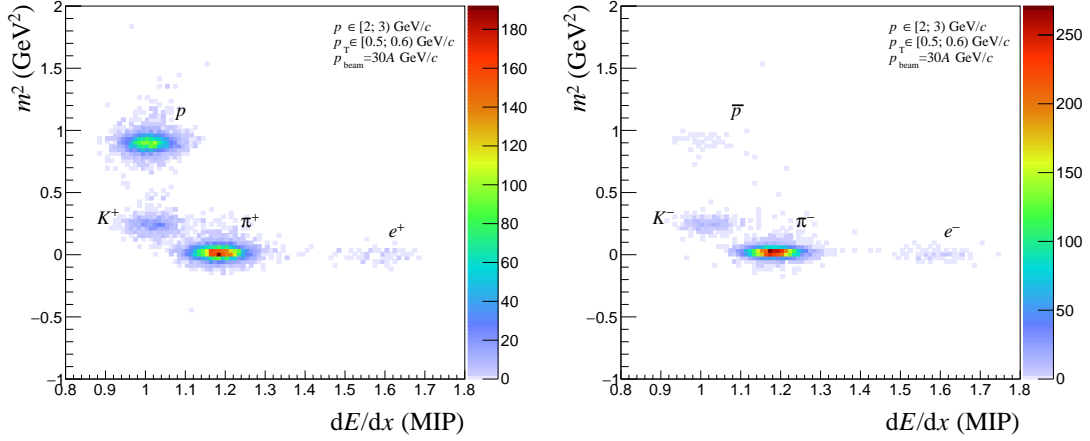 p ∈ [2; 3) GeV/c
p_T ∈ [0.5; 0.6) GeV/c
p_beam=30A GeV/c
m² (GeV²)
2
1.5
1
0.5
0
−0.5
−1
p
K⁺
π⁺
e⁺
0.8 0.9 1 1.1 1.2 1.3 1.4 1.5 1.6 1.7 1.8
dE/dx (MIP)
180
160
140
120
100
80
60
40
20
0
p ∈ [2; 3) GeV/c
p_T ∈ [0.5; 0.6) GeV/c
p_beam=30A GeV/c
m² (GeV²)
2
1.5
1
0.5
0
−0.5
−1
p̅
K⁻
π⁻
e⁻
0.8 0.9 1 1.1 1.2 1.3 1.4 1.5 1.6 1.7 1.8
dE/dx (MIP)
250
200
150
100
50
0